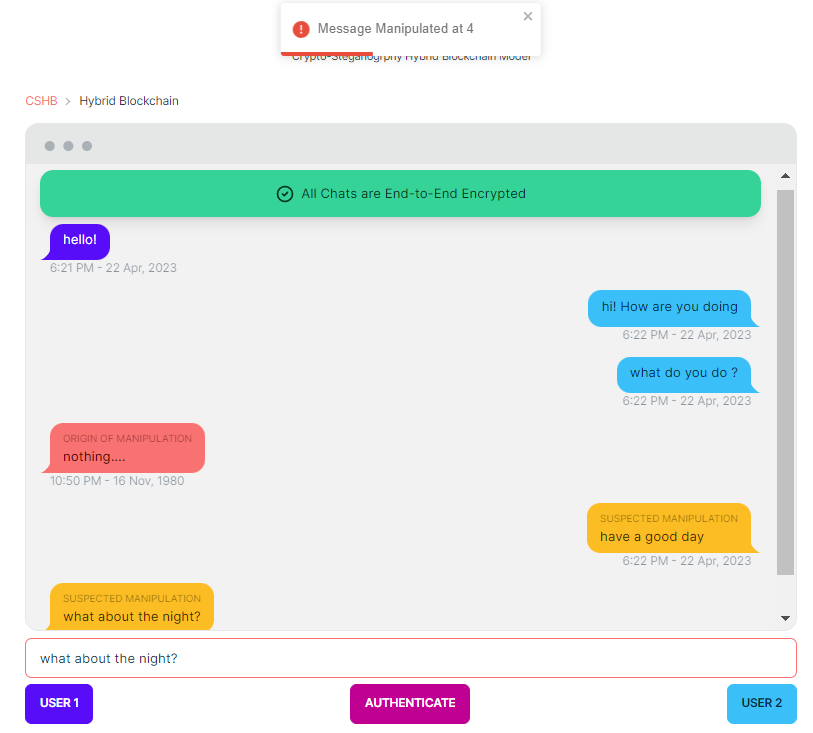 Message Manipulated at 4
Crypto-Steganogrphy Hybrid Blockchain Model
CSHB > Hybrid Blockchain
All Chats are End-to-End Encrypted
hello!
6:21 PM - 22 Apr, 2023
hi! How are you doing
6:22 PM - 22 Apr, 2023
what do you do ?
6:22 PM - 22 Apr, 2023
ORIGIN OF MANIPULATION
nothing....
10:50 PM - 16 Nov, 1980
SUSPECTED MANIPULATION
have a good day
6:22 PM - 22 Apr, 2023
SUSPECTED MANIPULATION
what about the night?
what about the night?
USER 1 AUTHENTICATE USER 2